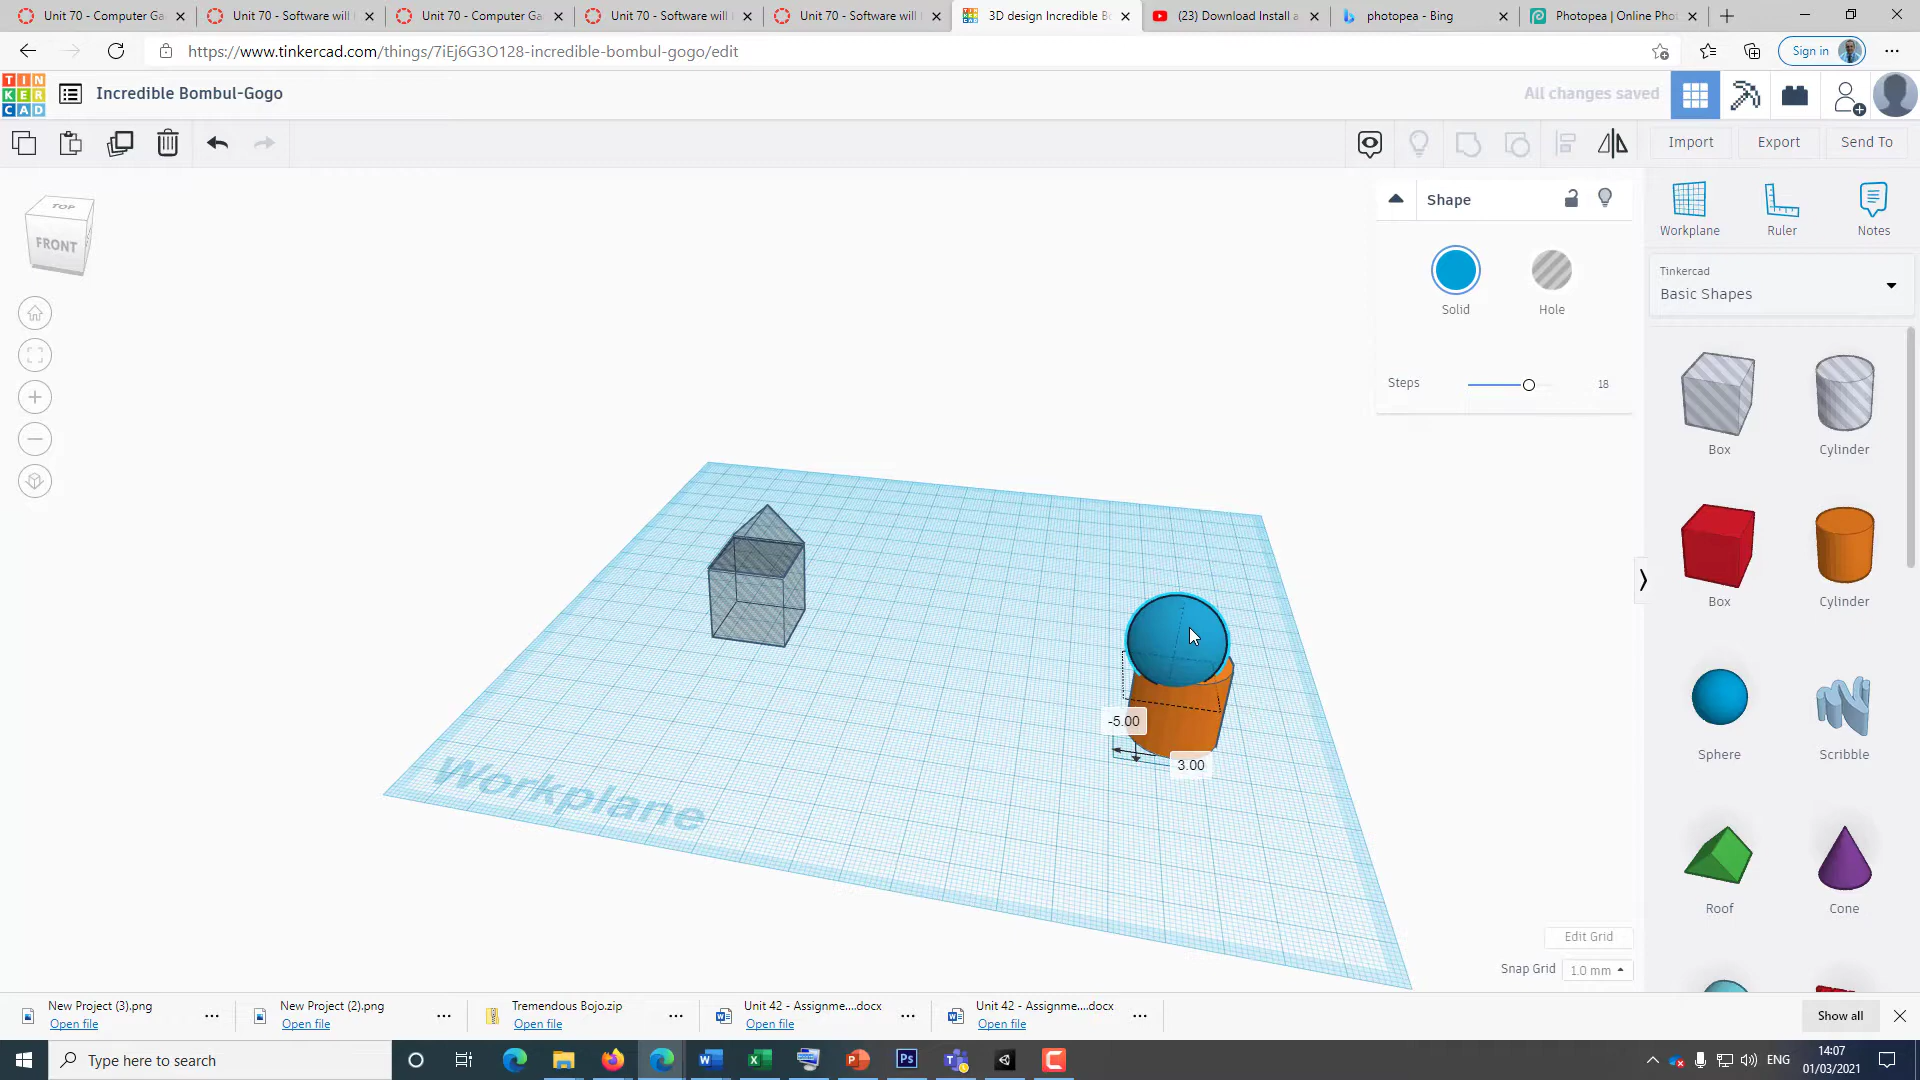 Unit 70 - Computer Ga
Unit 70 - Software will
Unit 70 - Computer Ga
Unit 70 - Software will
Unit 70 - Software will
3D design Incredible Bo
(23) Download Install a
photopea - Bing
Photopea | Online Pho
https://www.tinkercad.com/things/7iEj6G3O128-incredible-bombul-gogo/edit
Sign in
TIN
KER
CAD
Incredible Bombul-Gogo
All changes saved
Import
Export
Send To
TOP
FRONT
Shape
Solid
Hole
Steps
18
Workplane
Ruler
Notes
Tinkercad
Basic Shapes
Box
Cylinder
Box
Cylinder
Sphere
Scribble
Roof
Cone
-5.00
3.00
Workplane
Edit Grid
Snap Grid
1.0 mm
New Project (3).png
Open file
New Project (2).png
Open file
Tremendous Bojo.zip
Open file
Unit 42 - Assignme....docx
Open file
Unit 42 - Assignme....docx
Open file
Show all
Type here to search
ENG
14:07
01/03/2021